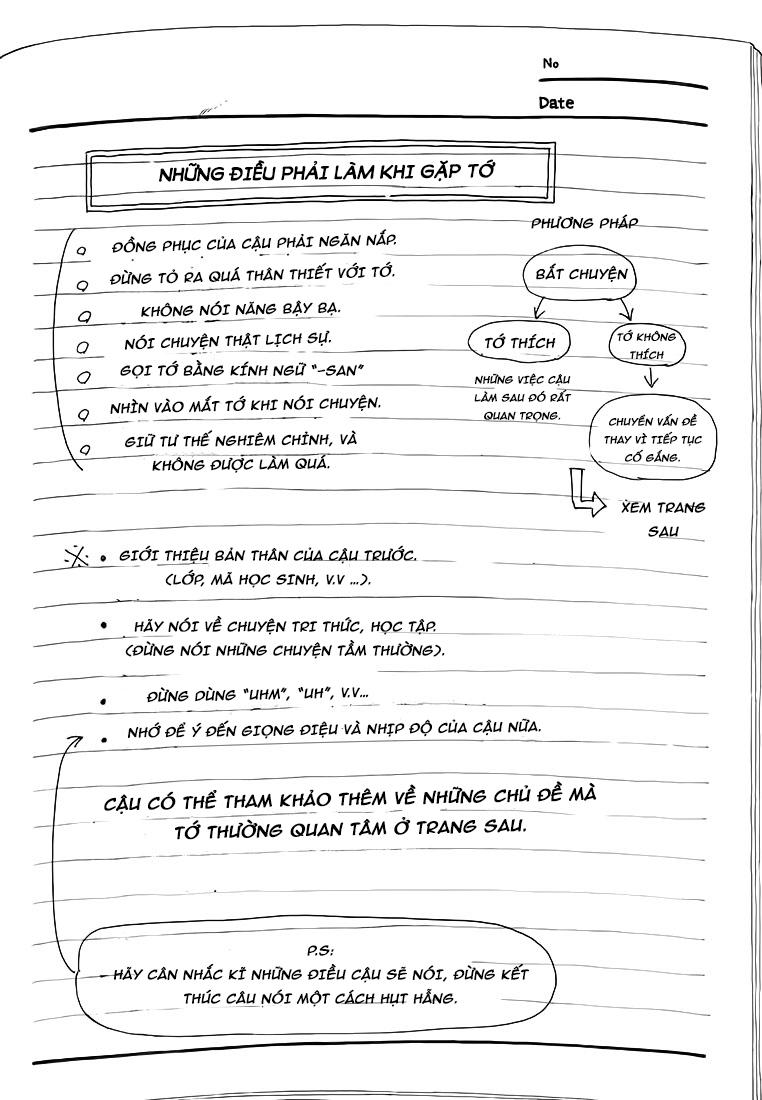 No
Date
NHỮNG ĐIỀU PHẢI LÀM KHI GẶP TỚ
ĐỒNG PHỤC CỦA CẬU PHẢI NGĂN NẮP.
ĐỪNG TỎ RA QUÁ THÂN THIẾT VỚI TỚ.
KHÔNG NÓI NĂNG BẬY BẠ.
NÓI CHUYỆN THẬT LỊCH SỰ.
GỌI TỚ BẰNG KÍNH NGỮ "-SAN"
NHÌN VÀO MẮT TỚ KHI NÓI CHUYỆN.
GIỮ TƯ THẾ NGHIÊM CHỈNH, VÀ
KHÔNG ĐƯỢC LÀM QUÁ.
PHƯƠNG PHÁP
BẮT CHUYỆN
TỚ THÍCH
NHỮNG VIỆC CẬU
LÀM SAU ĐÓ RẤT
QUAN TRỌNG.
TỚ KHÔNG
THÍCH
CHUYỂN VẤN ĐỀ
THAY VÌ TIẾP TỤC
CỐ GẮNG.
XEM TRANG
SAU
※ • GIỚI THIỆU BẢN THÂN CỦA CẬU TRƯỚC.
(LỚP, MÃ HỌC SINH, V.V ...).
• HÃY NÓI VỀ CHUYỆN TRI THỨC, HỌC TẬP.
(ĐỪNG NÓI NHỮNG CHUYỆN TẦM THƯỜNG).
• ĐỪNG DÙNG "UHM", "UH", V.V...
• NHỚ ĐỂ Ý ĐẾN GIỌNG ĐIỆU VÀ NHỊP ĐỘ CỦA CẬU NỮA.
CẬU CÓ THỂ THAM KHẢO THÊM VỀ NHỮNG CHỦ ĐỀ MÀ
TỚ THƯỜNG QUAN TÂM Ở TRANG SAU.
P.S:
- HÃY CÂN NHẮC KĨ NHỮNG ĐIỀU CẬU SẼ NÓI, ĐỪNG KẾT
THÚC CÂU NÓI MỘT CÁCH HỤT HẪNG.